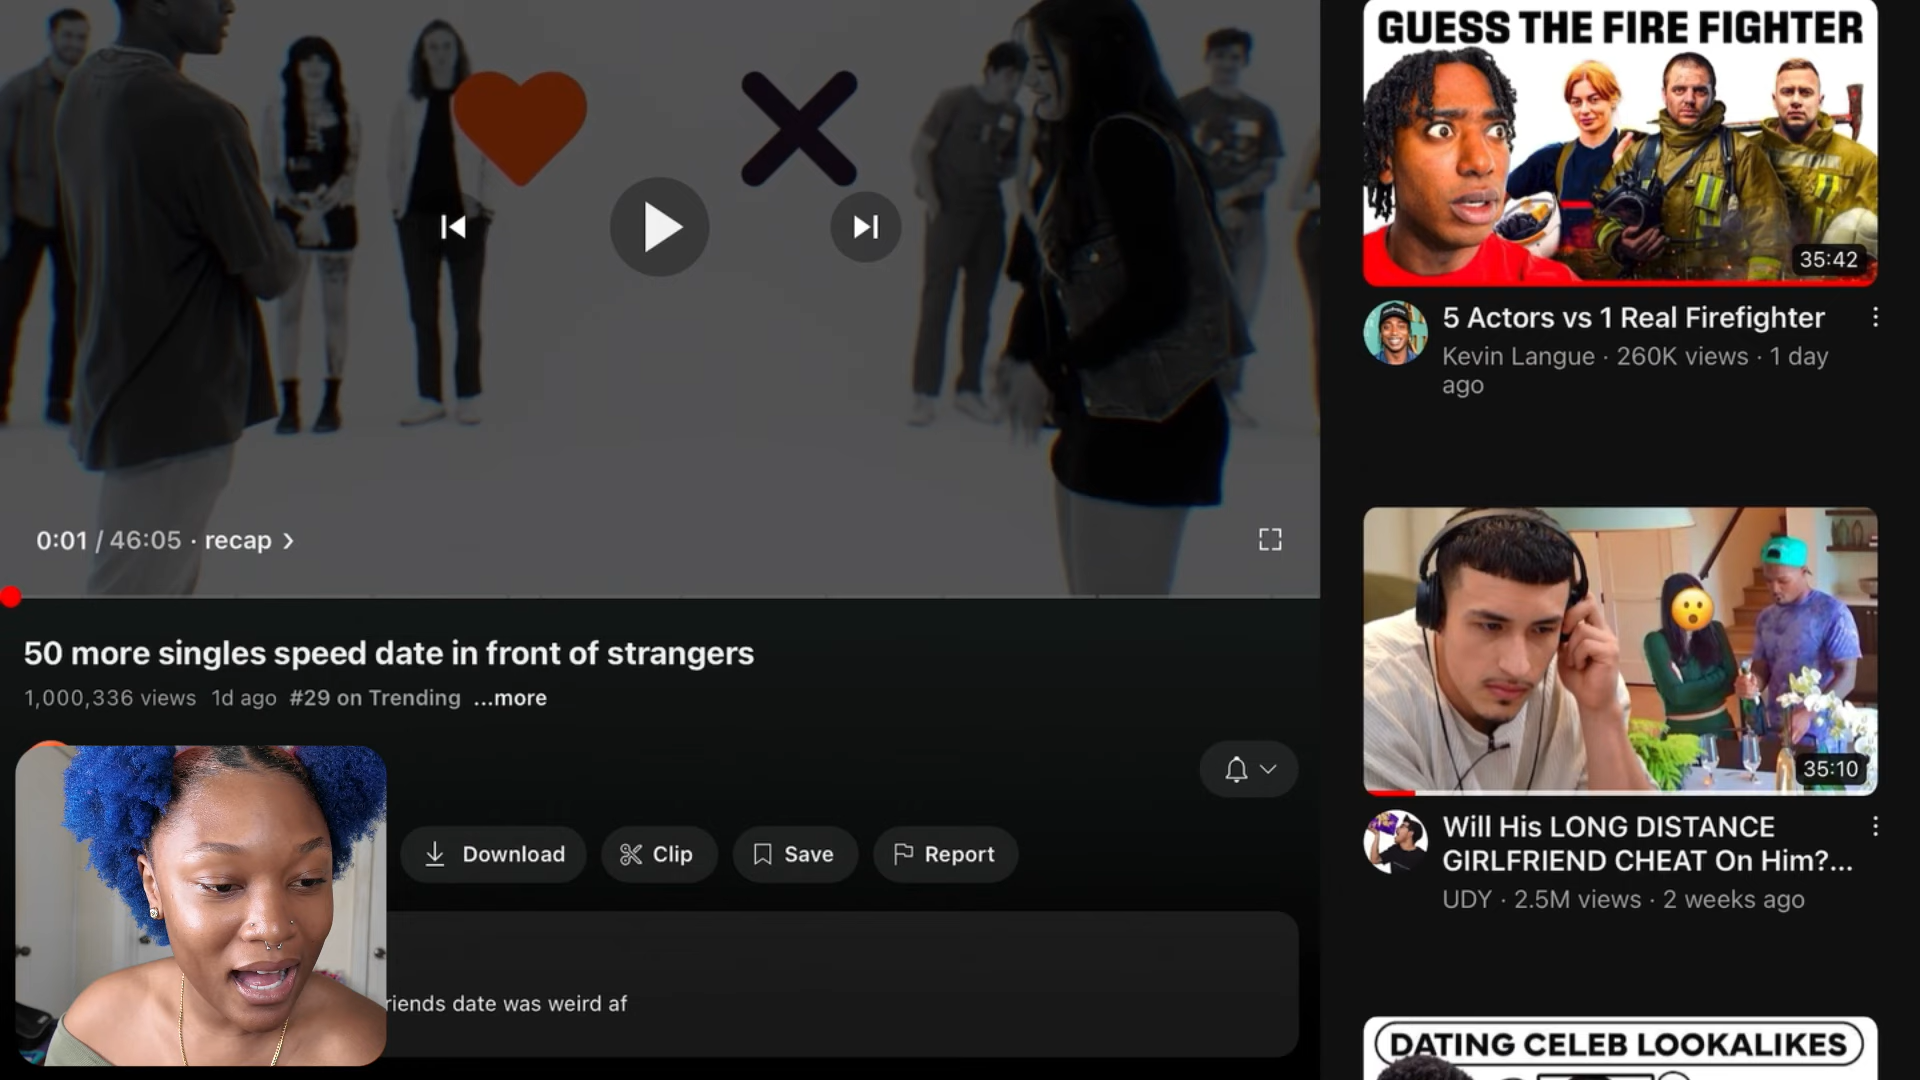 0:01 / 46:05 · recap
50 more singles speed date in front of strangers
1,000,336 views 1d ago #29 on Trending ...more
Download
Clip
Save
Report
riends date was weird af
GUESS THE FIRE FIGHTER
35:42
5 Actors vs 1 Real Firefighter
Kevin Langue · 260K views · 1 day
ago
35:10
Will His LONG DISTANCE
GIRLFRIEND CHEAT On Him?...
UDY · 2.5M views · 2 weeks ago
DATING CELEB LOOKALIKES